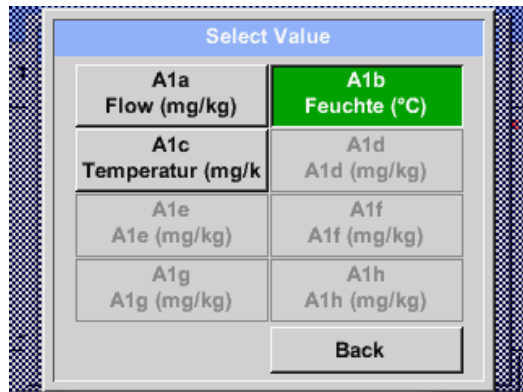 Select Value
A1a
Flow (mg/kg)
A1b
Feuchte (°C)
A1c
Temperatur (mg/k
A1d
A1d (mg/kg)
A1e
A1e (mg/kg)
A1f
A1f (mg/kg)
A1g
A1g (mg/kg)
A1h
A1h (mg/kg)
Back